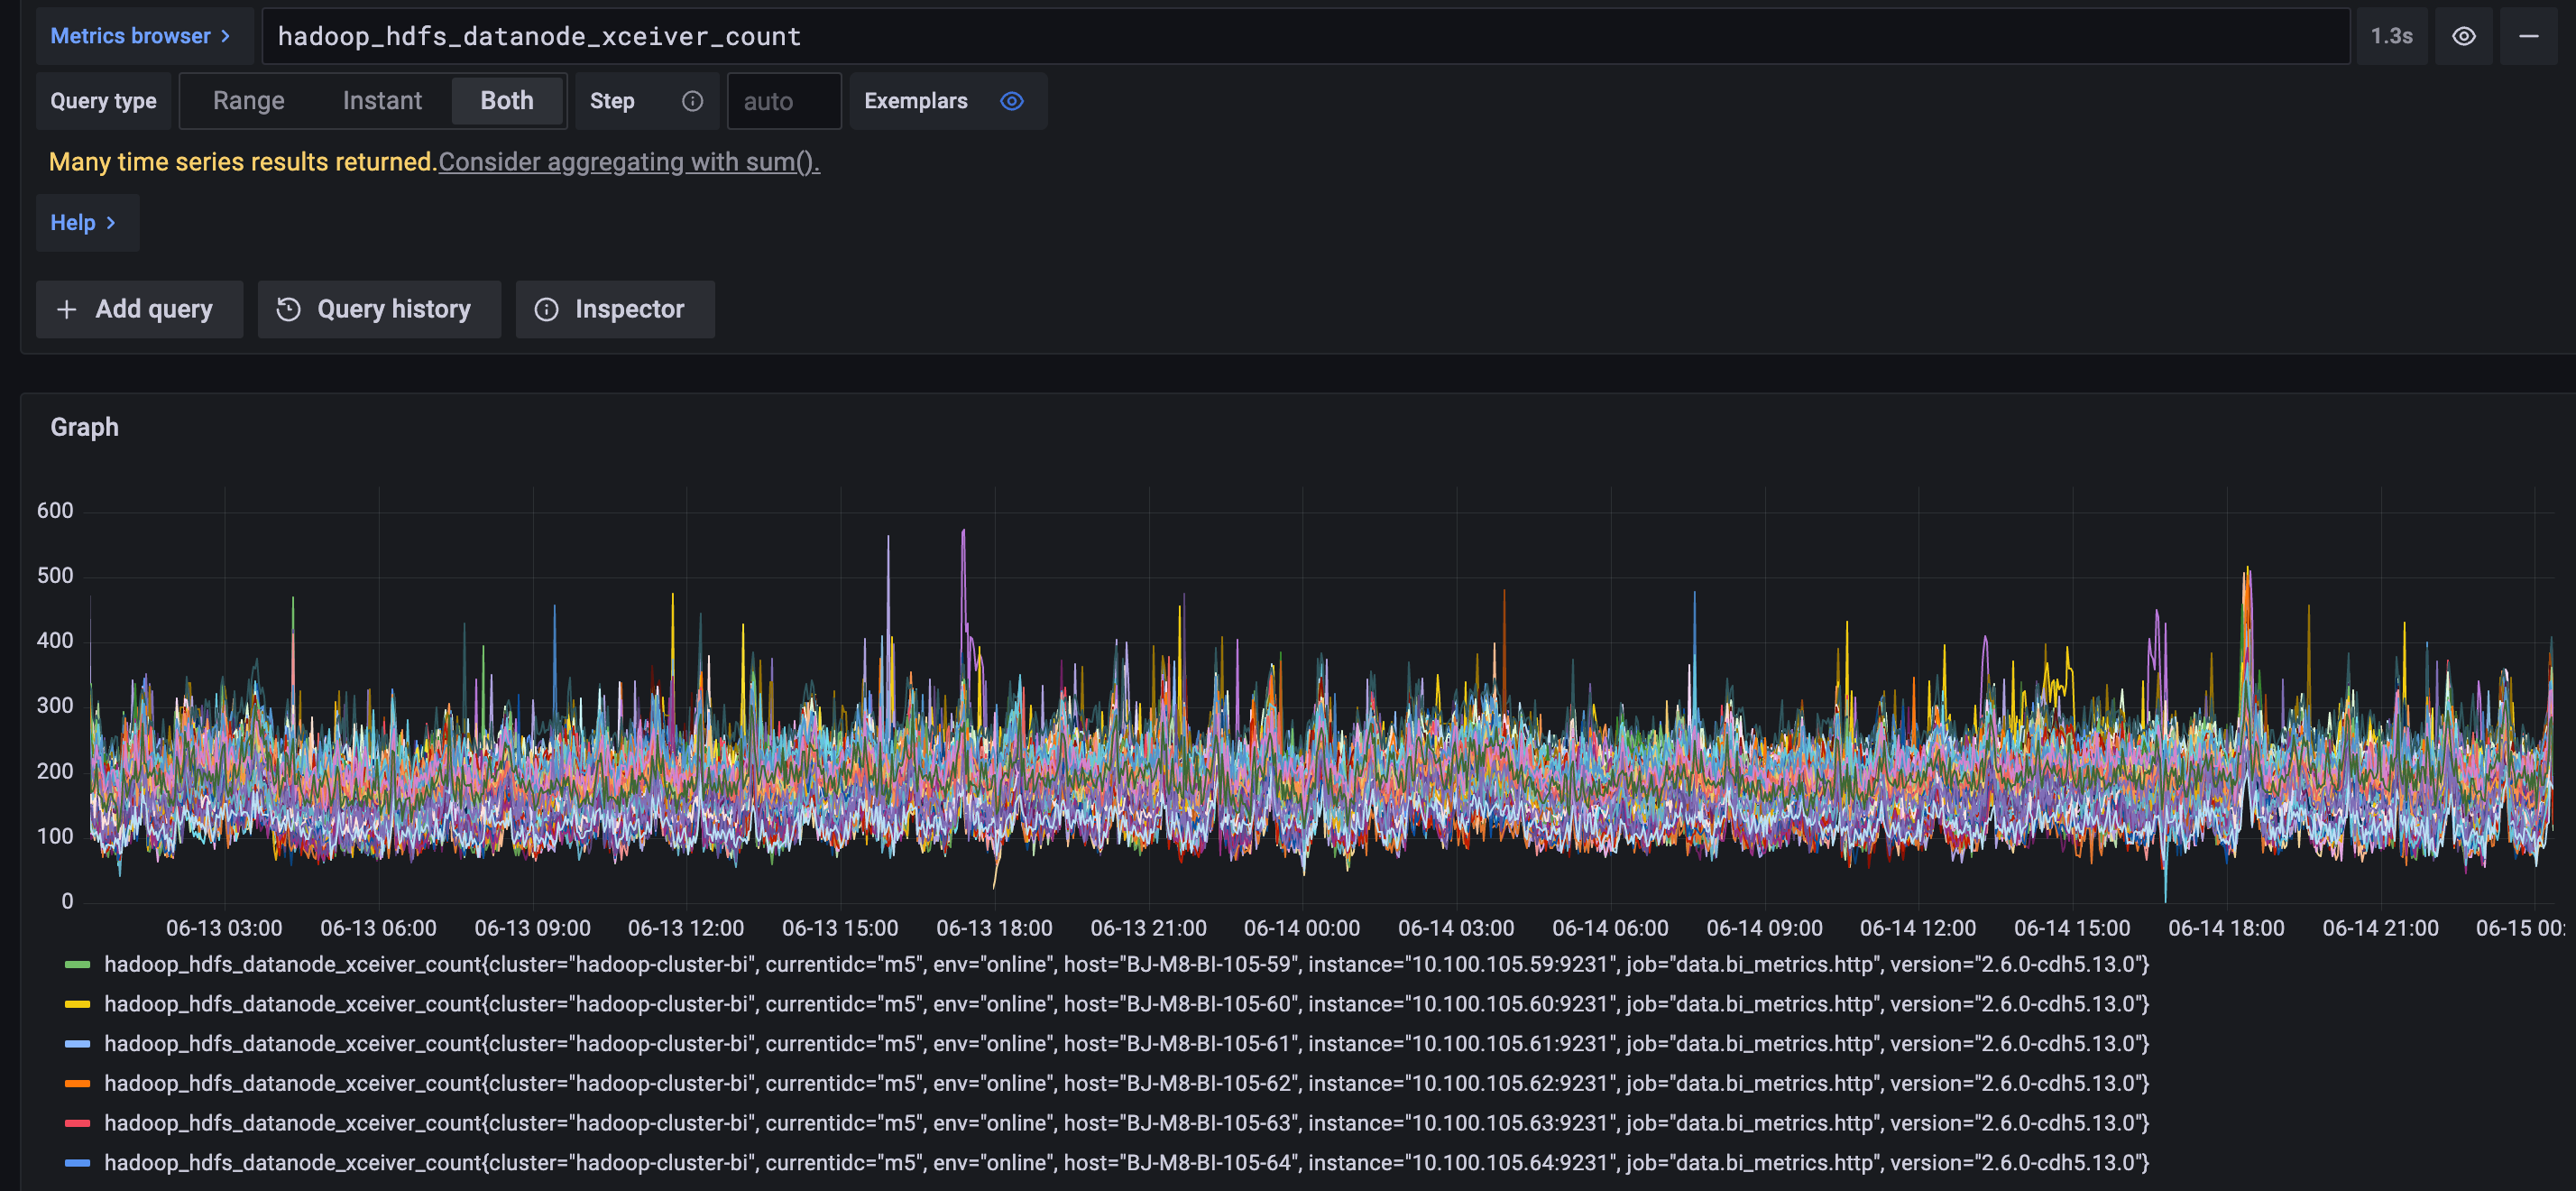 Metrics browser > hadoop_hdfs_datanode_xceiver_count 1.3s
Query type Range Instant Both Step auto Exemplars
Many time series results returned.Consider aggregating with sum().
Help >
+ Add query Query history Inspector
Graph
600
500
400
300
200
100
0
06-13 03:00 06-13 06:00 06-13 09:00 06-13 12:00 06-13 15:00 06-13 18:00 06-13 21:00 06-14 00:00 06-14 03:00 06-14 06:00 06-14 09:00 06-14 12:00 06-14 15:00 06-14 18:00 06-14 21:00 06-15 00:
hadoop_hdfs_datanode_xceiver_count{cluster="hadoop-cluster-bi", currentidc="m5", env="online", host="BJ-M8-BI-105-59", instance="10.100.105.59:9231", job="data.bi_metrics.http", version="2.6.0-cdh5.13.0"}
hadoop_hdfs_datanode_xceiver_count{cluster="hadoop-cluster-bi", currentidc="m5", env="online", host="BJ-M8-BI-105-60", instance="10.100.105.60:9231", job="data.bi_metrics.http", version="2.6.0-cdh5.13.0"}
hadoop_hdfs_datanode_xceiver_count{cluster="hadoop-cluster-bi", currentidc="m5", env="online", host="BJ-M8-BI-105-61", instance="10.100.105.61:9231", job="data.bi_metrics.http", version="2.6.0-cdh5.13.0"}
hadoop_hdfs_datanode_xceiver_count{cluster="hadoop-cluster-bi", currentidc="m5", env="online", host="BJ-M8-BI-105-62", instance="10.100.105.62:9231", job="data.bi_metrics.http", version="2.6.0-cdh5.13.0"}
hadoop_hdfs_datanode_xceiver_count{cluster="hadoop-cluster-bi", currentidc="m5", env="online", host="BJ-M8-BI-105-63", instance="10.100.105.63:9231", job="data.bi_metrics.http", version="2.6.0-cdh5.13.0"}
hadoop_hdfs_datanode_xceiver_count{cluster="hadoop-cluster-bi", currentidc="m5", env="online", host="BJ-M8-BI-105-64", instance="10.100.105.64:9231", job="data.bi_metrics.http", version="2.6.0-cdh5.13.0"}